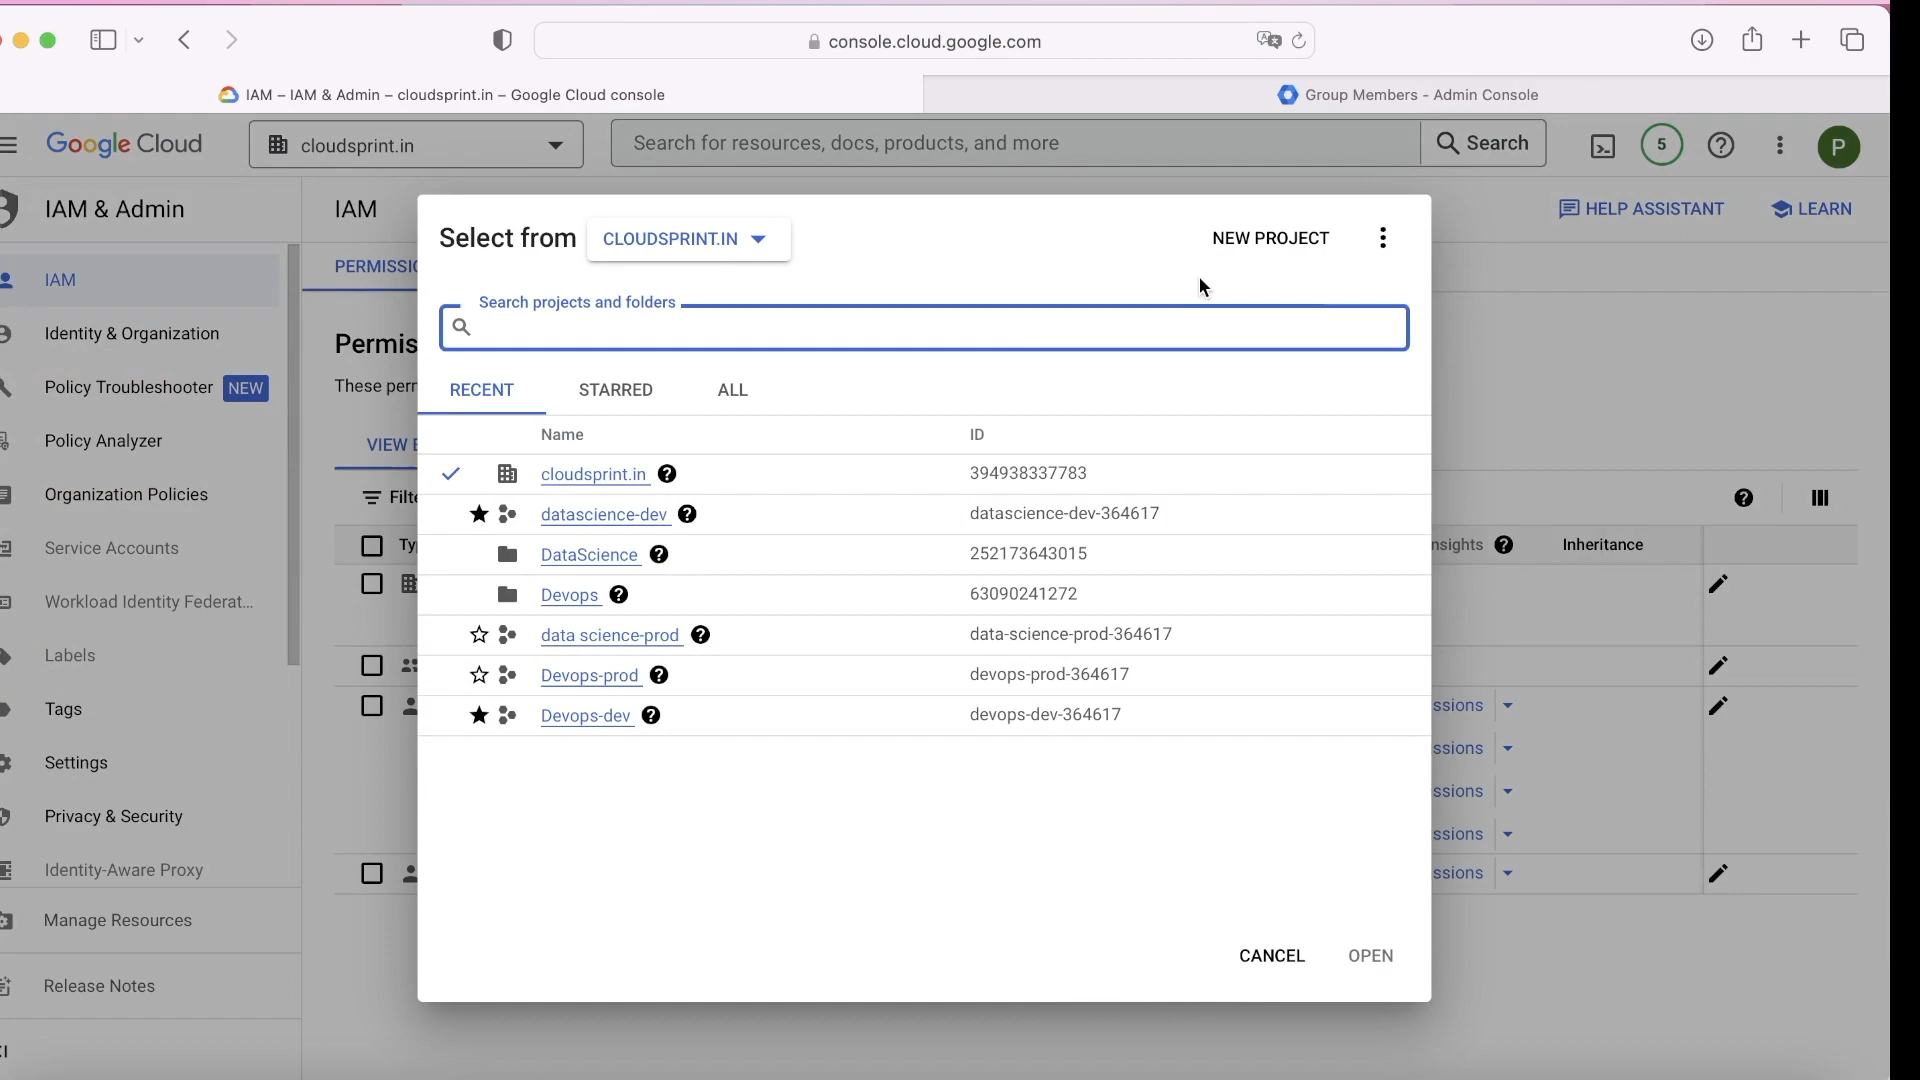 console.cloud.google.com
IAM – IAM & Admin – cloudsprint.in – Google Cloud console
Group Members - Admin Console
Google Cloud
cloudsprint.in
Search for resources, docs, products, and more
Search
5
P
IAM & Admin
IAM
HELP ASSISTANT
LEARN
Select from
CLOUDSPRINT.IN
NEW PROJECT
IAM
PERMISSIO
Search projects and folders
Identity & Organization
Permis
These perr
Policy Troubleshooter NEW
RECENT
STARRED
ALL
Policy Analyzer
VIEW B
Name
ID
cloudsprint.in
394938337783
Organization Policies
Filte
datascience-dev
datascience-dev-364617
Service Accounts
Ty
DataScience
252173643015
nsights
Inheritance
Workload Identity Federat...
Devops
63090241272
data science-prod
data-science-prod-364617
Labels
Devops-prod
devops-prod-364617
Tags
Devops-dev
devops-dev-364617
ssions
ssions
Settings
ssions
Privacy & Security
ssions
Identity-Aware Proxy
ssions
Manage Resources
CANCEL
OPEN
Release Notes